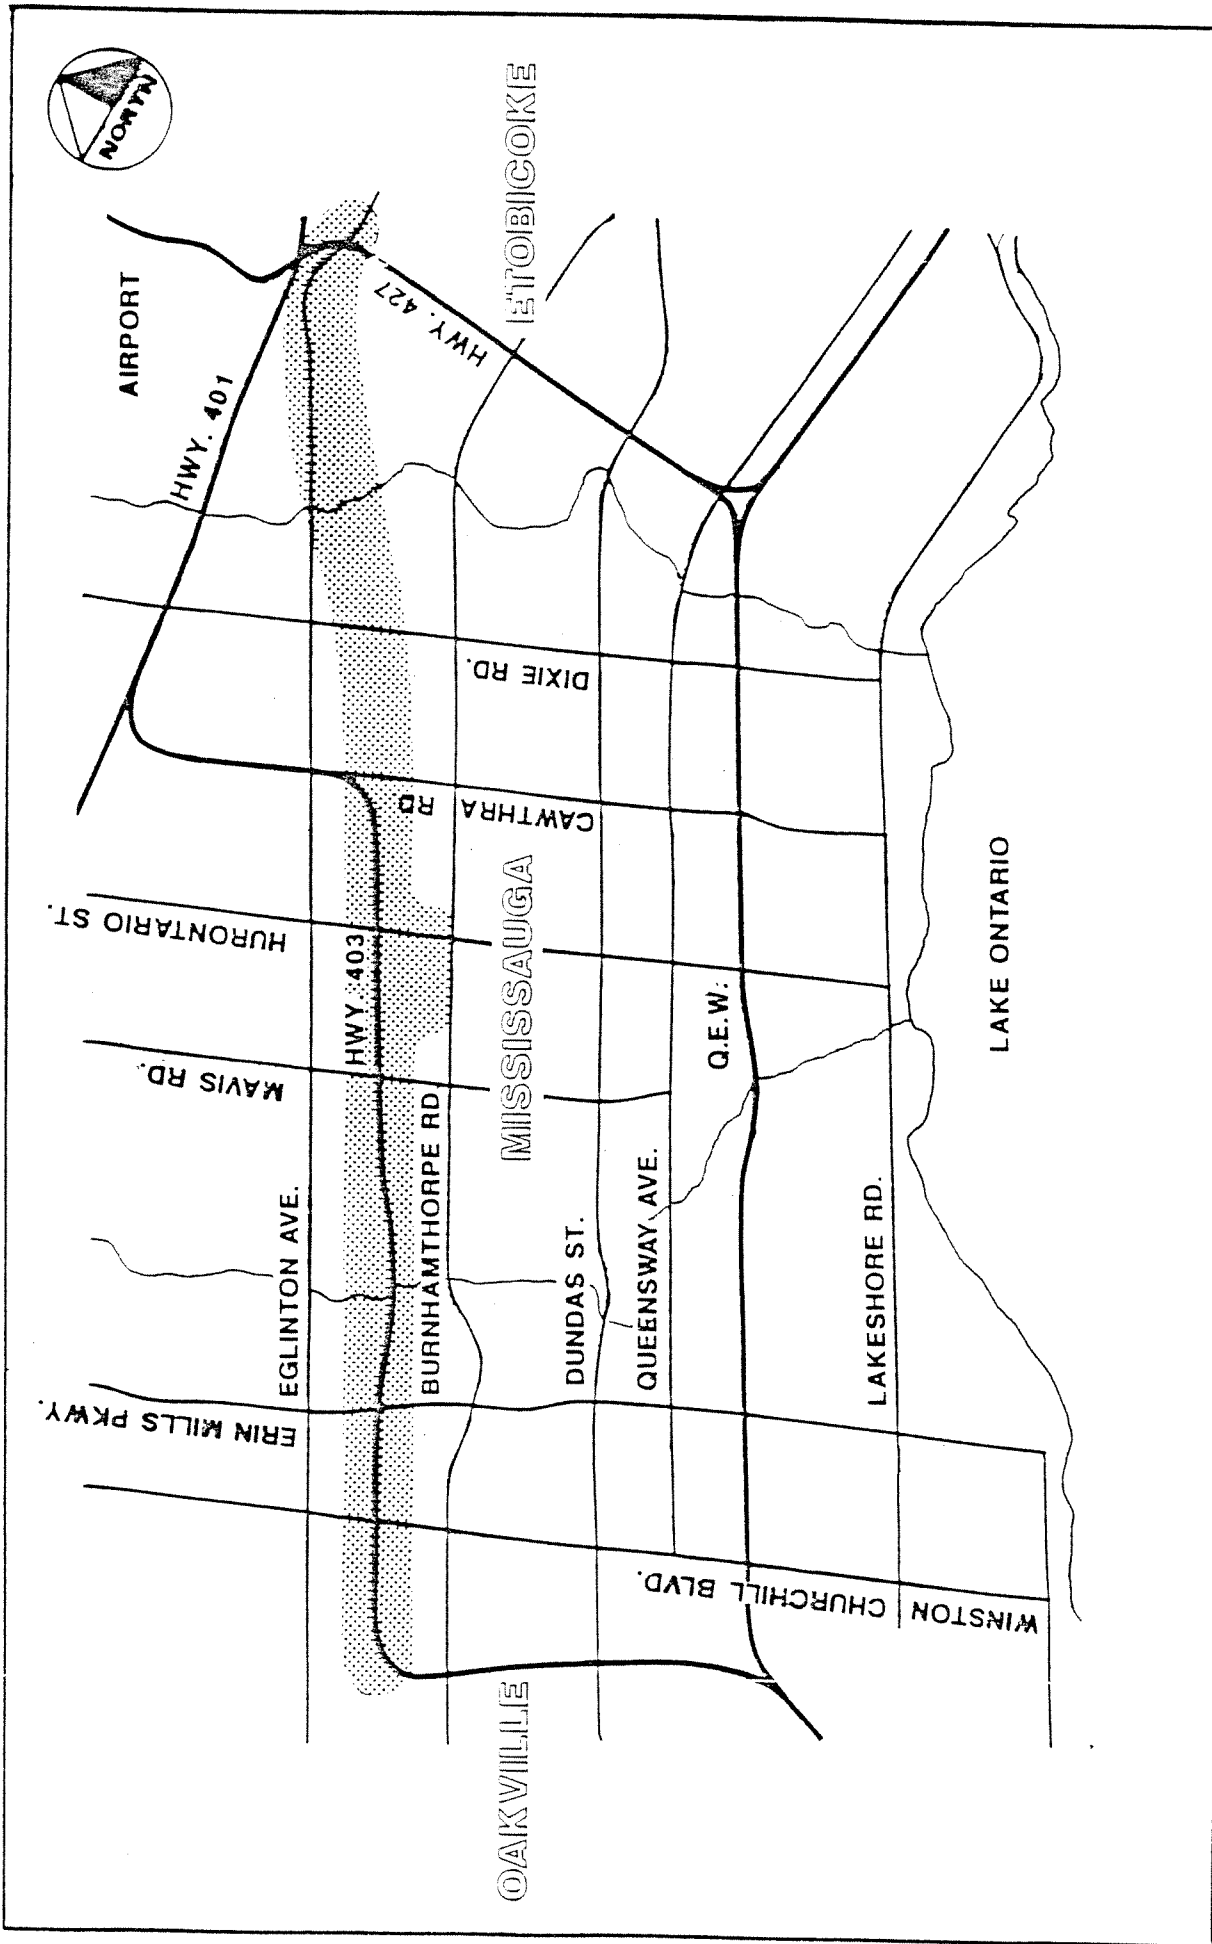 NORTH
AIRPORT
HWY. 401
HWY. 427
ETOBICOKE
DIXIE RD.
CAWTHRA RD.
HURONTARIO ST.
HWY. 403
MAVIS RD.
MISSISSAUGA
Q.E.W.
LAKE ONTARIO
EGLINTON AVE.
BURNHAMTHORPE RD.
DUNDAS ST.
QUEENSWAY AVE.
LAKESHORE RD.
ERIN MILLS PKWY.
WINSTON CHURCHILL BLVD.
OAKVILLE